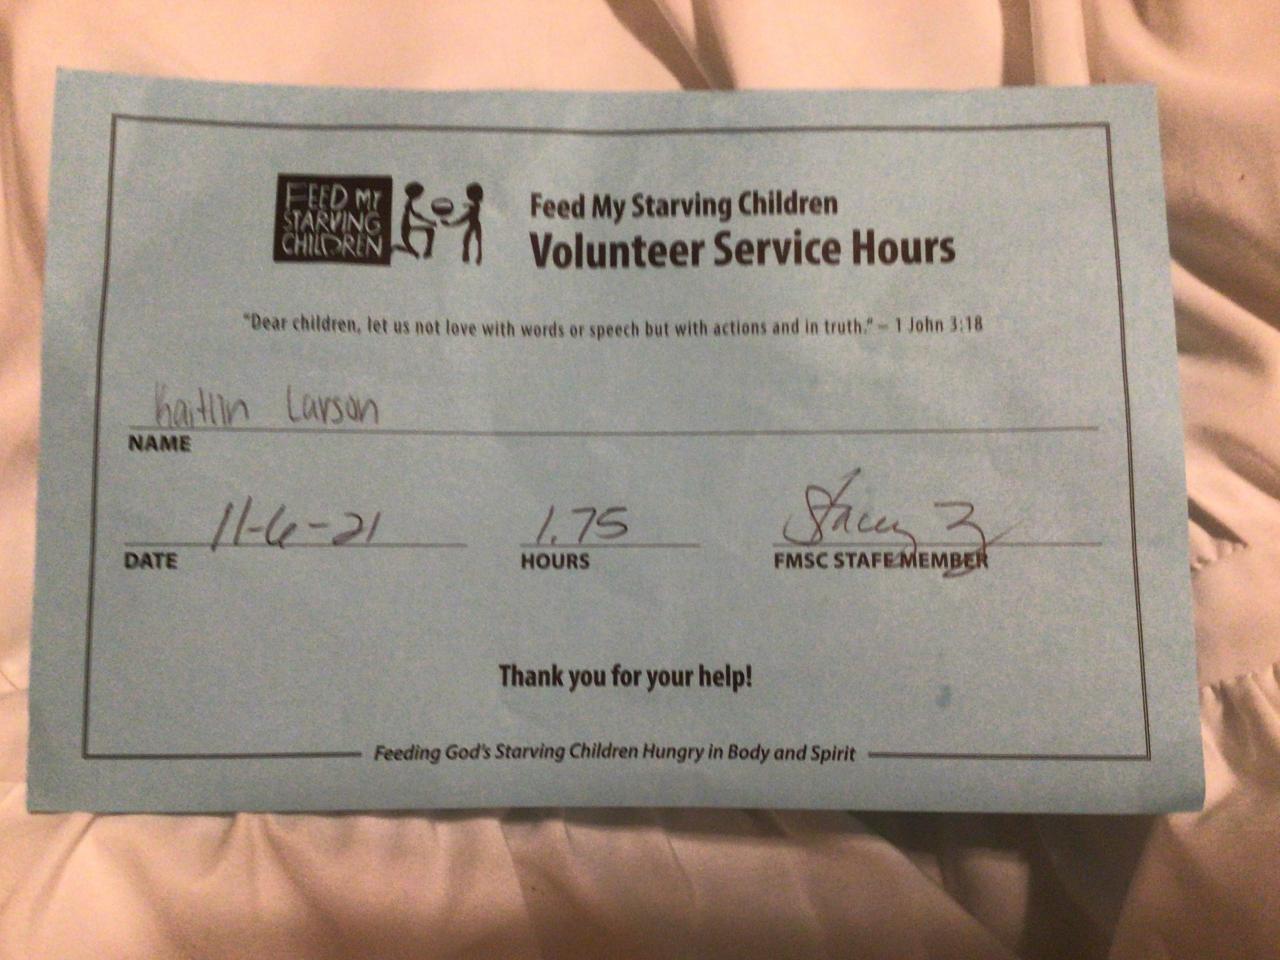 FEED MY
STARVING
CHILDREN
Feed My Starving Children
Volunteer Service Hours
"Dear children, let us not love with words or speech but with actions and in truth." – 1 John 3:18
Kaitlin Larson
NAME
11-6-21 1.75 Stacey Z
DATE HOURS FMSC STAFF MEMBER
Thank you for your help!
Feeding God's Starving Children Hungry in Body and Spirit